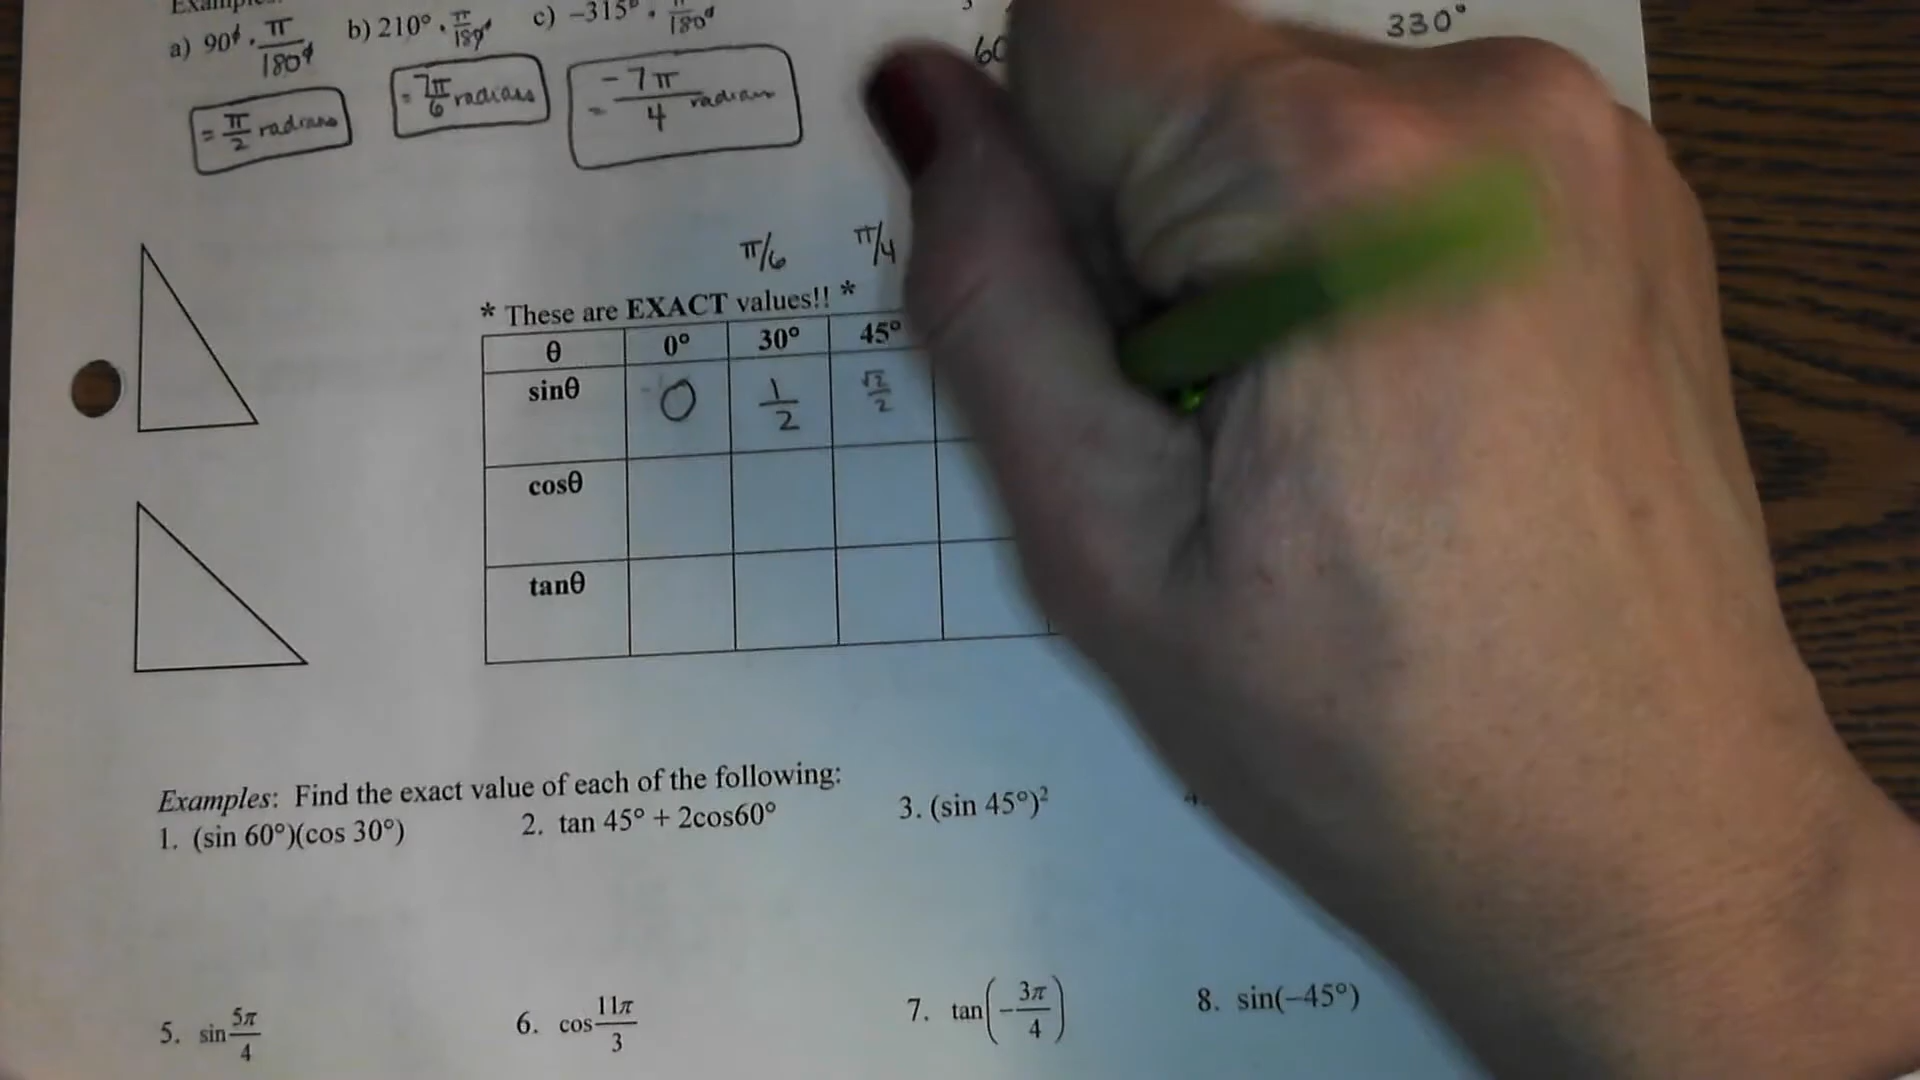 a) 90° · π/180° b) 210° · π/180° c) −315° · π/180° 330°
= π/2 radians = 7π/6 radians = −7π/4 radians 60
π/6 π/4
* These are EXACT values!! *
θ 0° 30° 45°
sinθ 0 1/2 √2/2
cosθ
tanθ
Examples: Find the exact value of each of the following:
1. (sin 60°)(cos 30°) 2. tan 45° + 2cos60° 3. (sin 45°)²
5. sin 5π/4 6. cos 11π/3 7. tan(−3π/4) 8. sin(−45°)